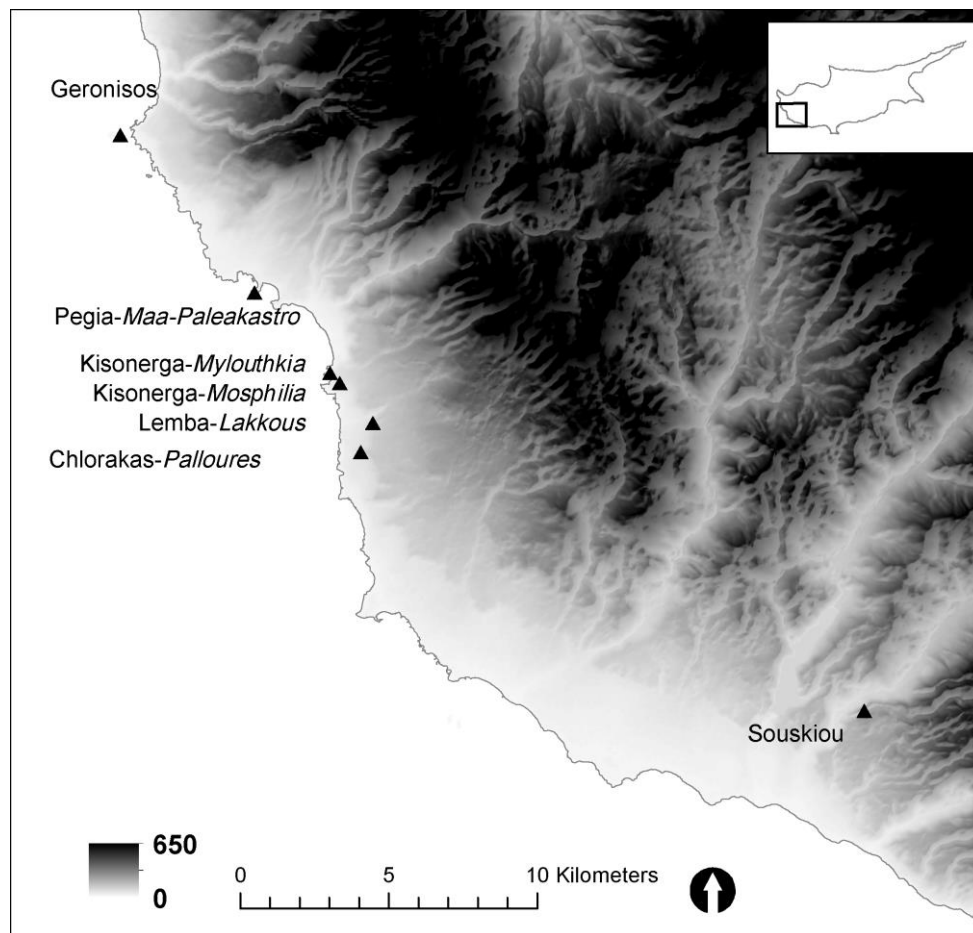 Geronisos
Pegia-Maa-Paleakastro
Kisonerga-Mylouthkia
Kisonerga-Mosphilia
Lemba-Lakkous
Chlorakas-Palloures
Souskiou
650
0
0 5 10 Kilometers